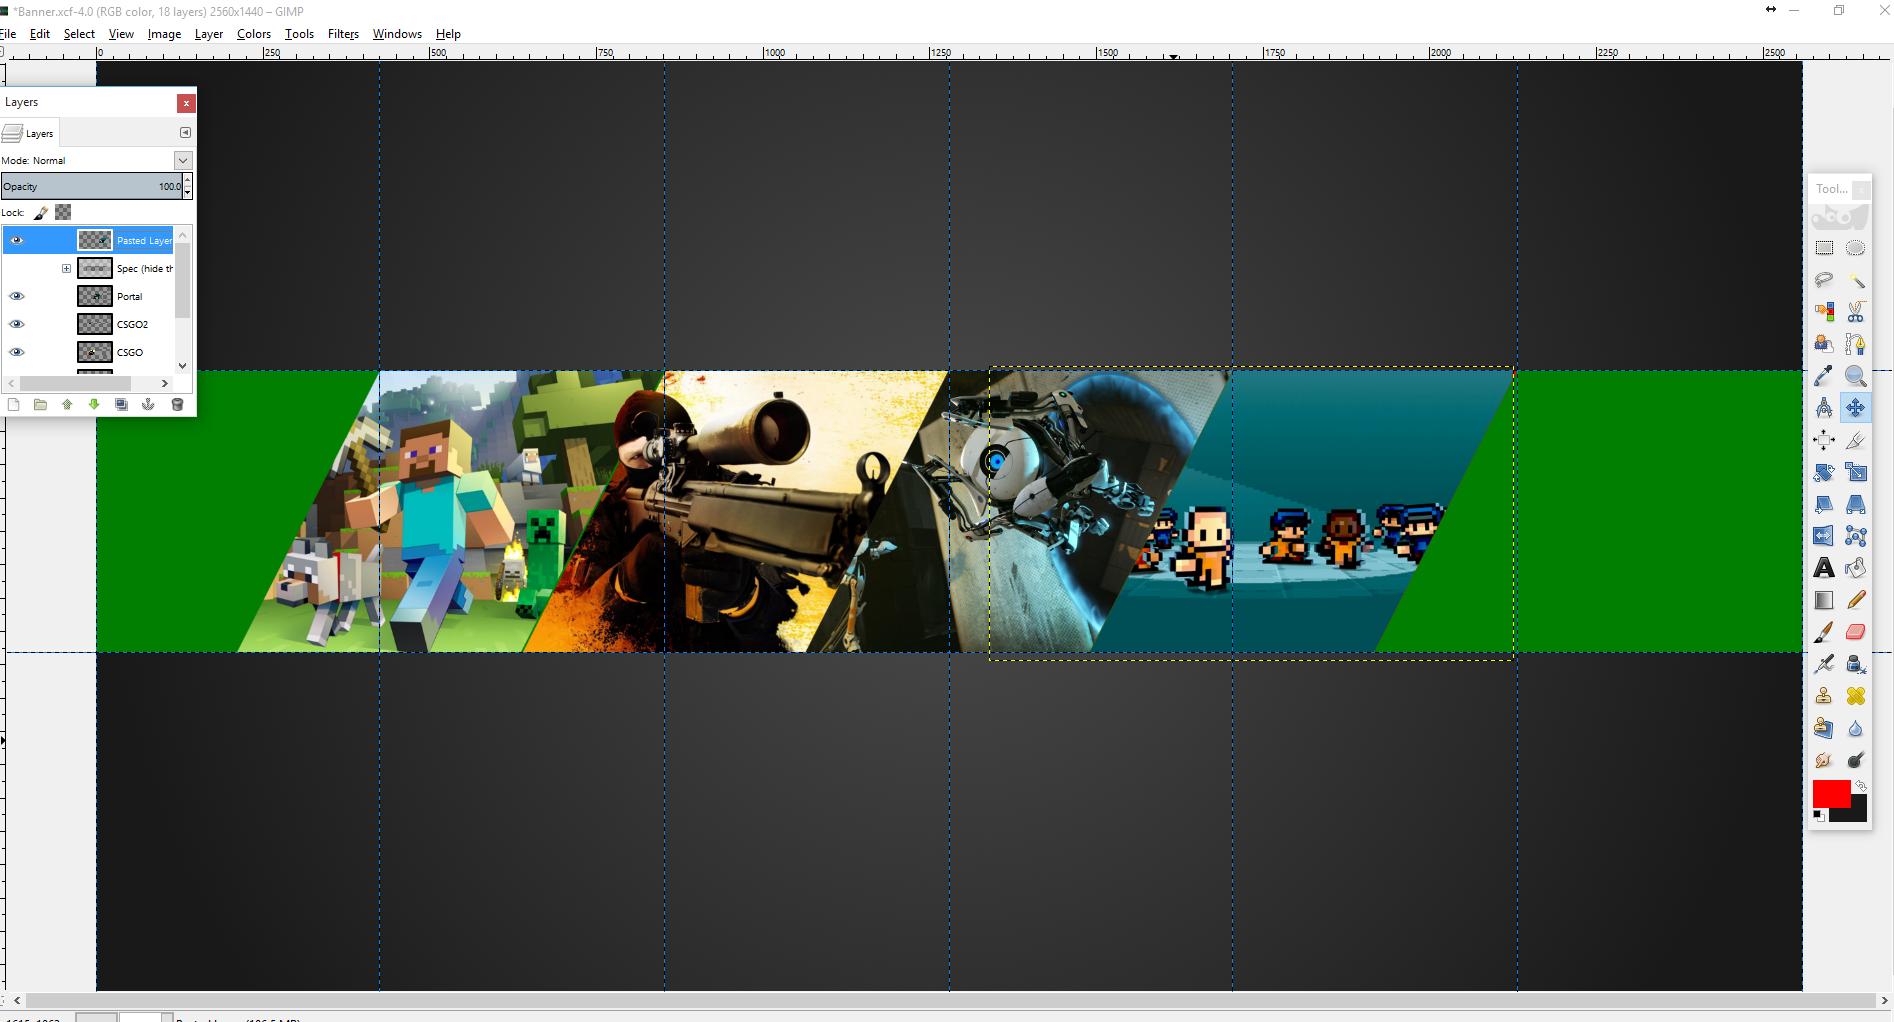 *Banner.xcf-4.0 (RGB color, 18 layers) 2560x1440 – GIMP
File Edit Select View Image Layer Colors Tools Filters Windows Help
0 250 500 750 1000 1250 1500 1750 2000 2250 2500
Layers
Layers
Mode: Normal
Opacity 100.0
Lock:
Pasted Layer
Spec (hide th
Portal
CSGO2
CSGO
Tool...